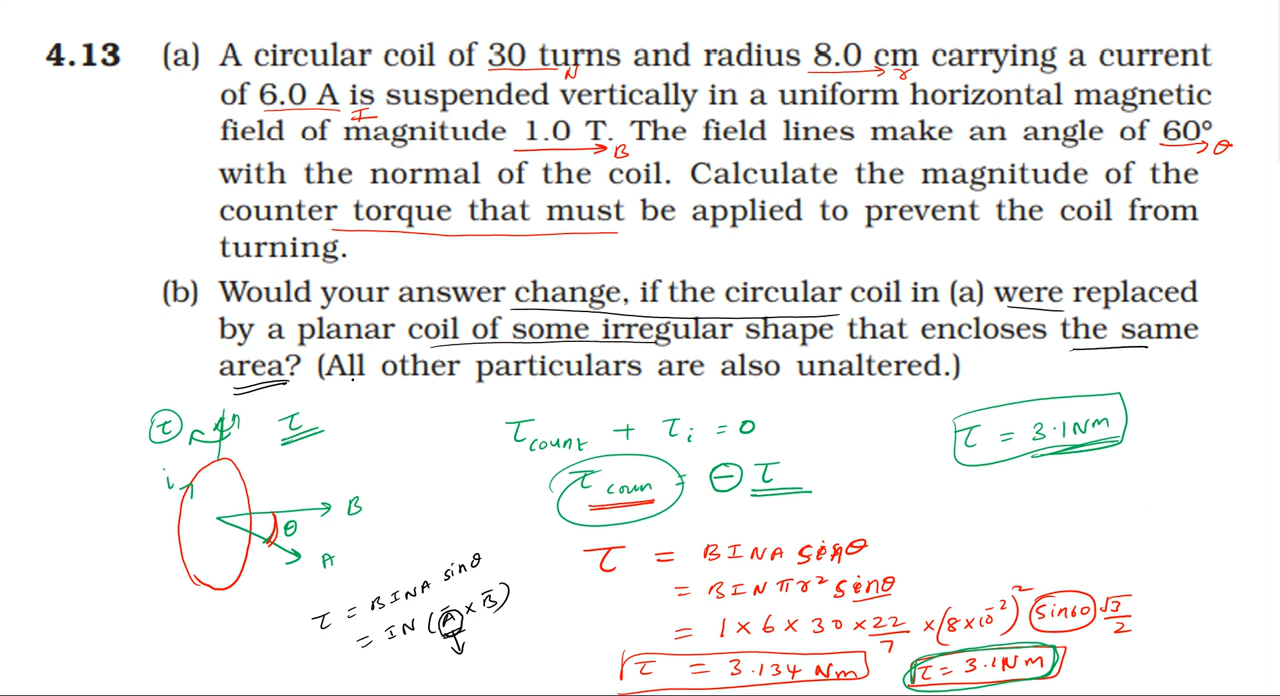 4.13 (a) A circular coil of 30 turns and radius 8.0 cm carrying a current
N r
of 6.0 A is suspended vertically in a uniform horizontal magnetic
I
field of magnitude 1.0 T. The field lines make an angle of 60°
B θ
with the normal of the coil. Calculate the magnitude of the
counter torque that must be applied to prevent the coil from
turning.
(b) Would your answer change, if the circular coil in (a) were replaced
by a planar coil of some irregular shape that encloses the same
area? (All other particulars are also unaltered.)
τ τ
i
B
θ
A
τ = BINA sinθ
= IN (A̅ × B̅)
τcount + τi = 0
τcoun = − τ
τ = 3.1 Nm
τ = BINA sinθ
= BIN πr² sinθ
= 1 × 6 × 30 × 22/7 × (8×10⁻²)² sin60 √3/2
τ = 3.134 Nm
τ = 3.1 Nm